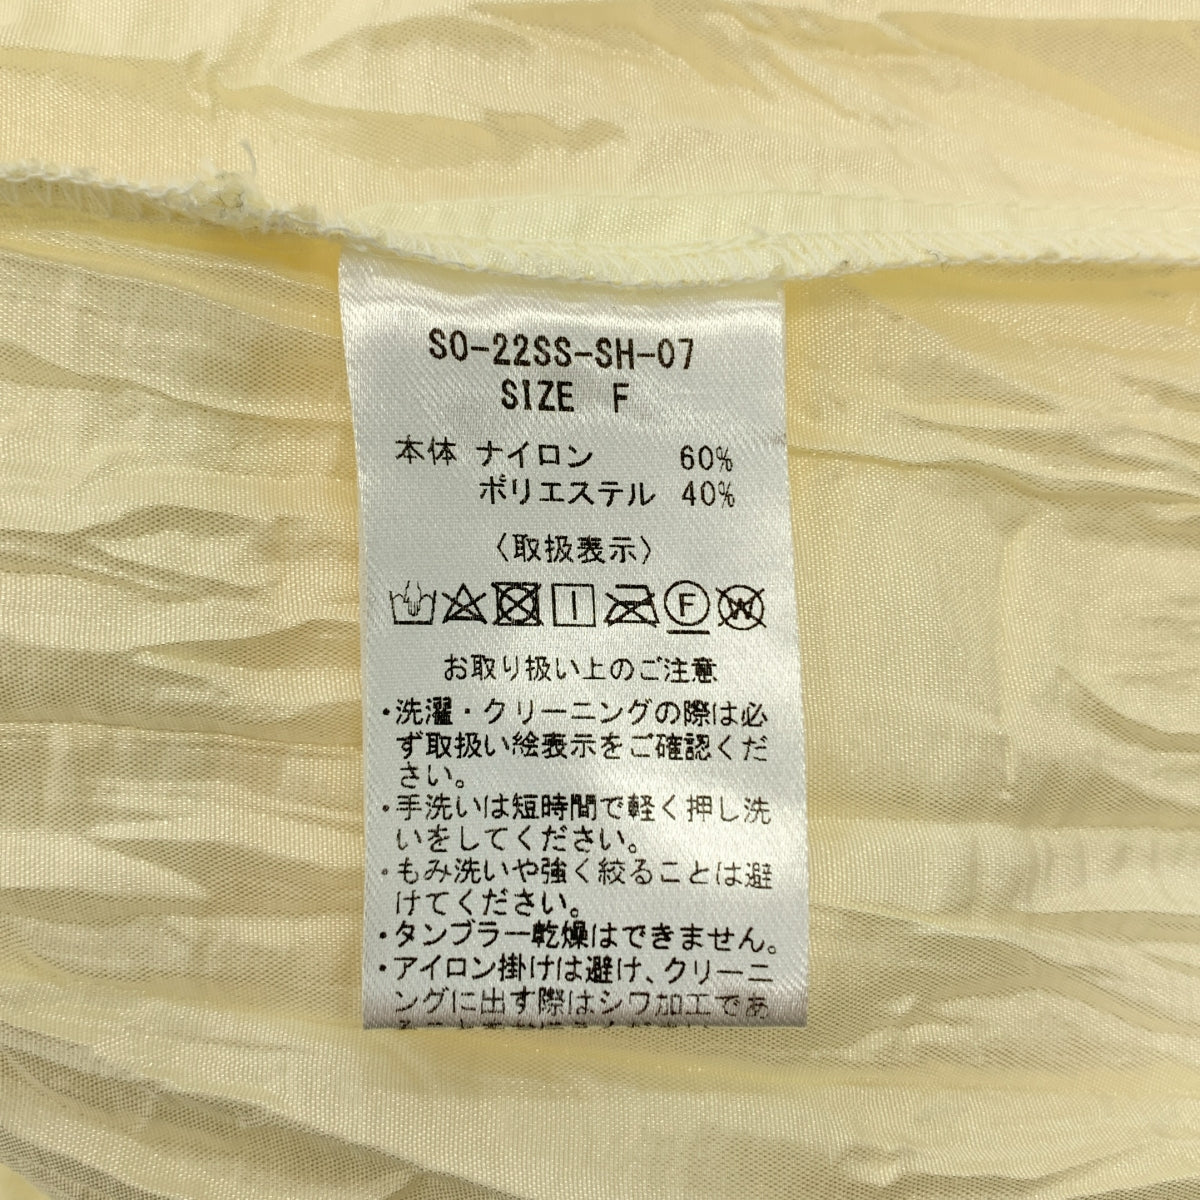 SO-22SS-SH-07
SIZE F
本体 ナイロン 60%
ポリエステル 40%
〈取扱表示〉
F W
お取り扱い上のご注意
・洗濯・クリーニングの際は必
ず取扱い絵表示をご確認くだ
さい。
・手洗いは短時間で軽く押し洗
いをしてください。
・もみ洗いや強く絞ることは避
けてください。
・タンブラー乾燥はできません。
・アイロン掛けは避け、クリーニ
ングに出す際はシワ加工であ